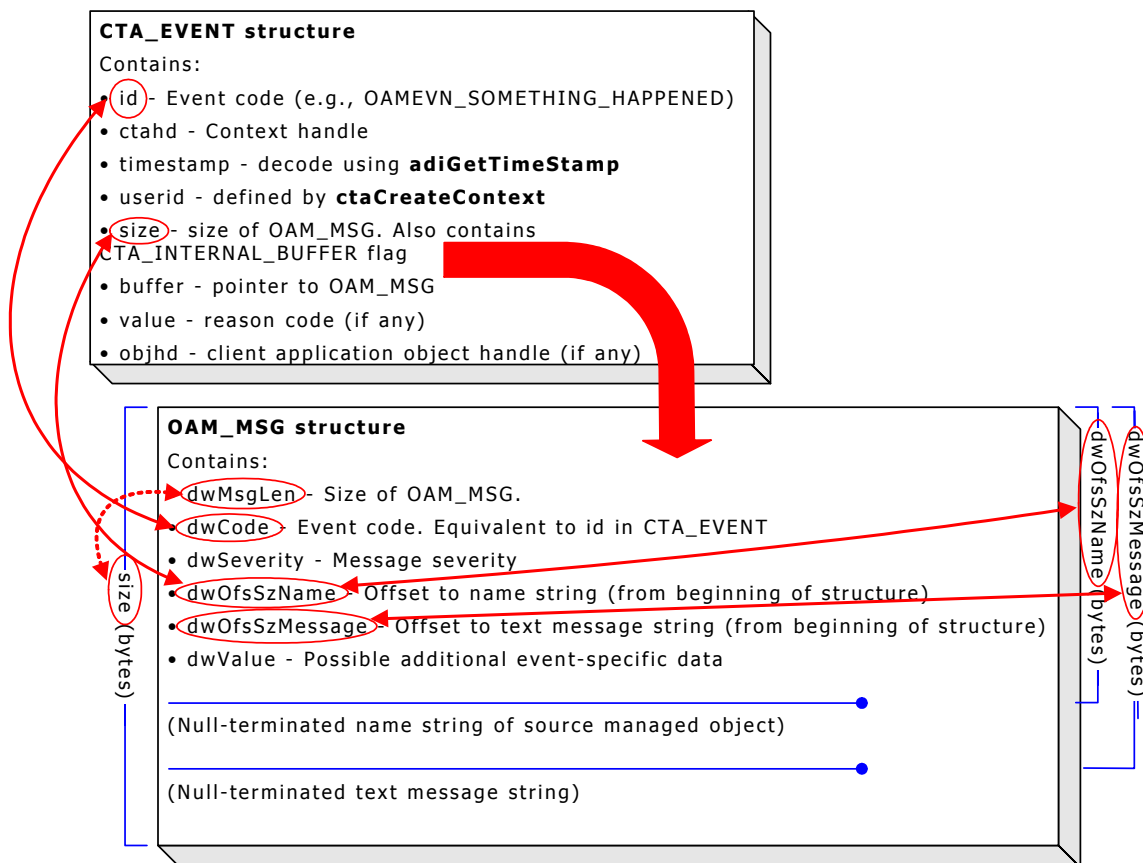 CTA_EVENT structure
Contains:
• id - Event code (e.g., OAMEVN_SOMETHING_HAPPENED)
• ctahd - Context handle
• timestamp - decode using adiGetTimeStamp
• userid - defined by ctaCreateContext
• size - size of OAM_MSG. Also contains
CTA_INTERNAL_BUFFER flag
• buffer - pointer to OAM_MSG
• value - reason code (if any)
• objhd - client application object handle (if any)
OAM_MSG structure
Contains:
• dwMsgLen - Size of OAM_MSG.
• dwCode - Event code. Equivalent to id in CTA_EVENT
• dwSeverity - Message severity
• dwOfsSzName - Offset to name string (from beginning of structure)
• dwOfsSzMessage - Offset to text message string (from beginning of structure)
• dwValue - Possible additional event-specific data
(Null-terminated name string of source managed object)
(Null-terminated text message string)
size (bytes)
dwOfsSzName (bytes)
dwOfsSzMessage (bytes)